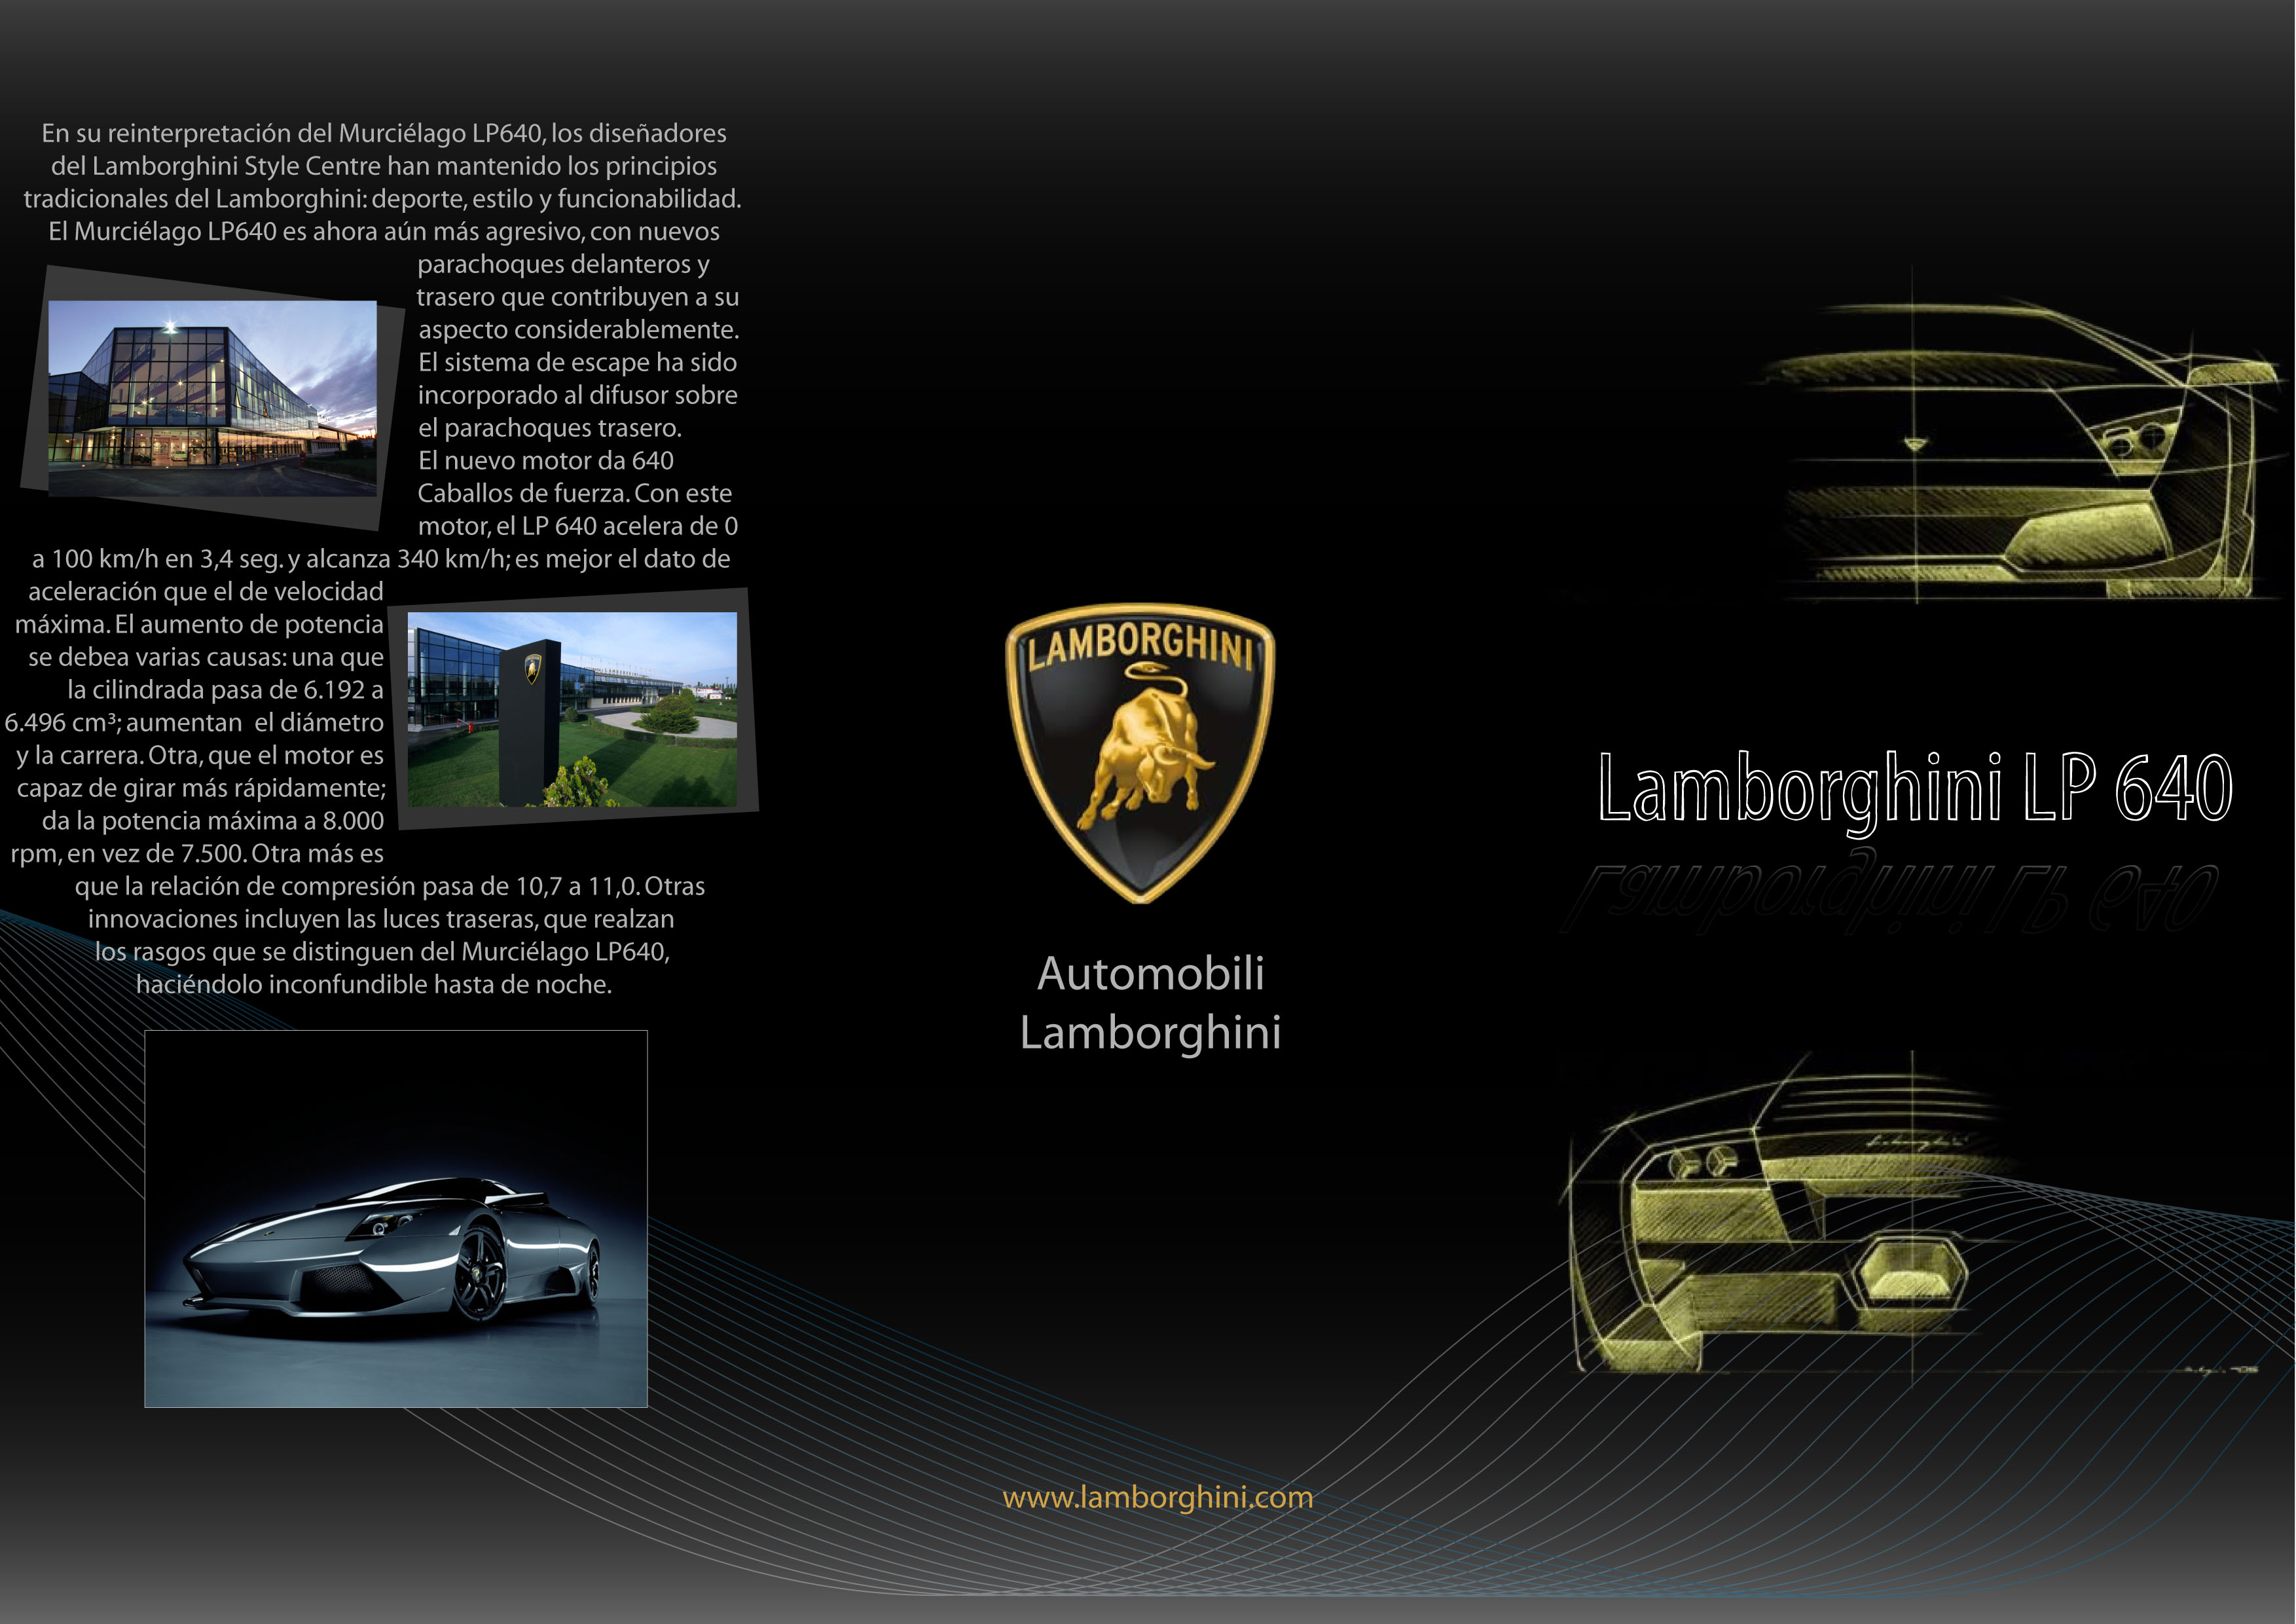 En su reinterpretación del Murciélago LP640, los diseñadores
del Lamborghini Style Centre han mantenido los principios
tradicionales del Lamborghini: deporte, estilo y funcionabilidad.
El Murciélago LP640 es ahora aún más agresivo, con nuevos
parachoques delanteros y
trasero que contribuyen a su
aspecto considerablemente.
El sistema de escape ha sido
incorporado al difusor sobre
el parachoques trasero.
El nuevo motor da 640
Caballos de fuerza. Con este
motor, el LP 640 acelera de 0
a 100 km/h en 3,4 seg. y alcanza 340 km/h; es mejor el dato de
aceleración que el de velocidad
máxima. El aumento de potencia
se debea varias causas: una que
la cilindrada pasa de 6.192 a
6.496 cm³; aumentan el diámetro
y la carrera. Otra, que el motor es
capaz de girar más rápidamente;
da la potencia máxima a 8.000
rpm, en vez de 7.500. Otra más es
que la relación de compresión pasa de 10,7 a 11,0. Otras
innovaciones incluyen las luces traseras, que realzan
los rasgos que se distinguen del Murciélago LP640,
haciéndolo inconfundible hasta de noche.
LAMBORGHINI
Automobili
Lamborghini
www.lamborghini.com
Lamborghini LP 640
Lamborghini LP 640